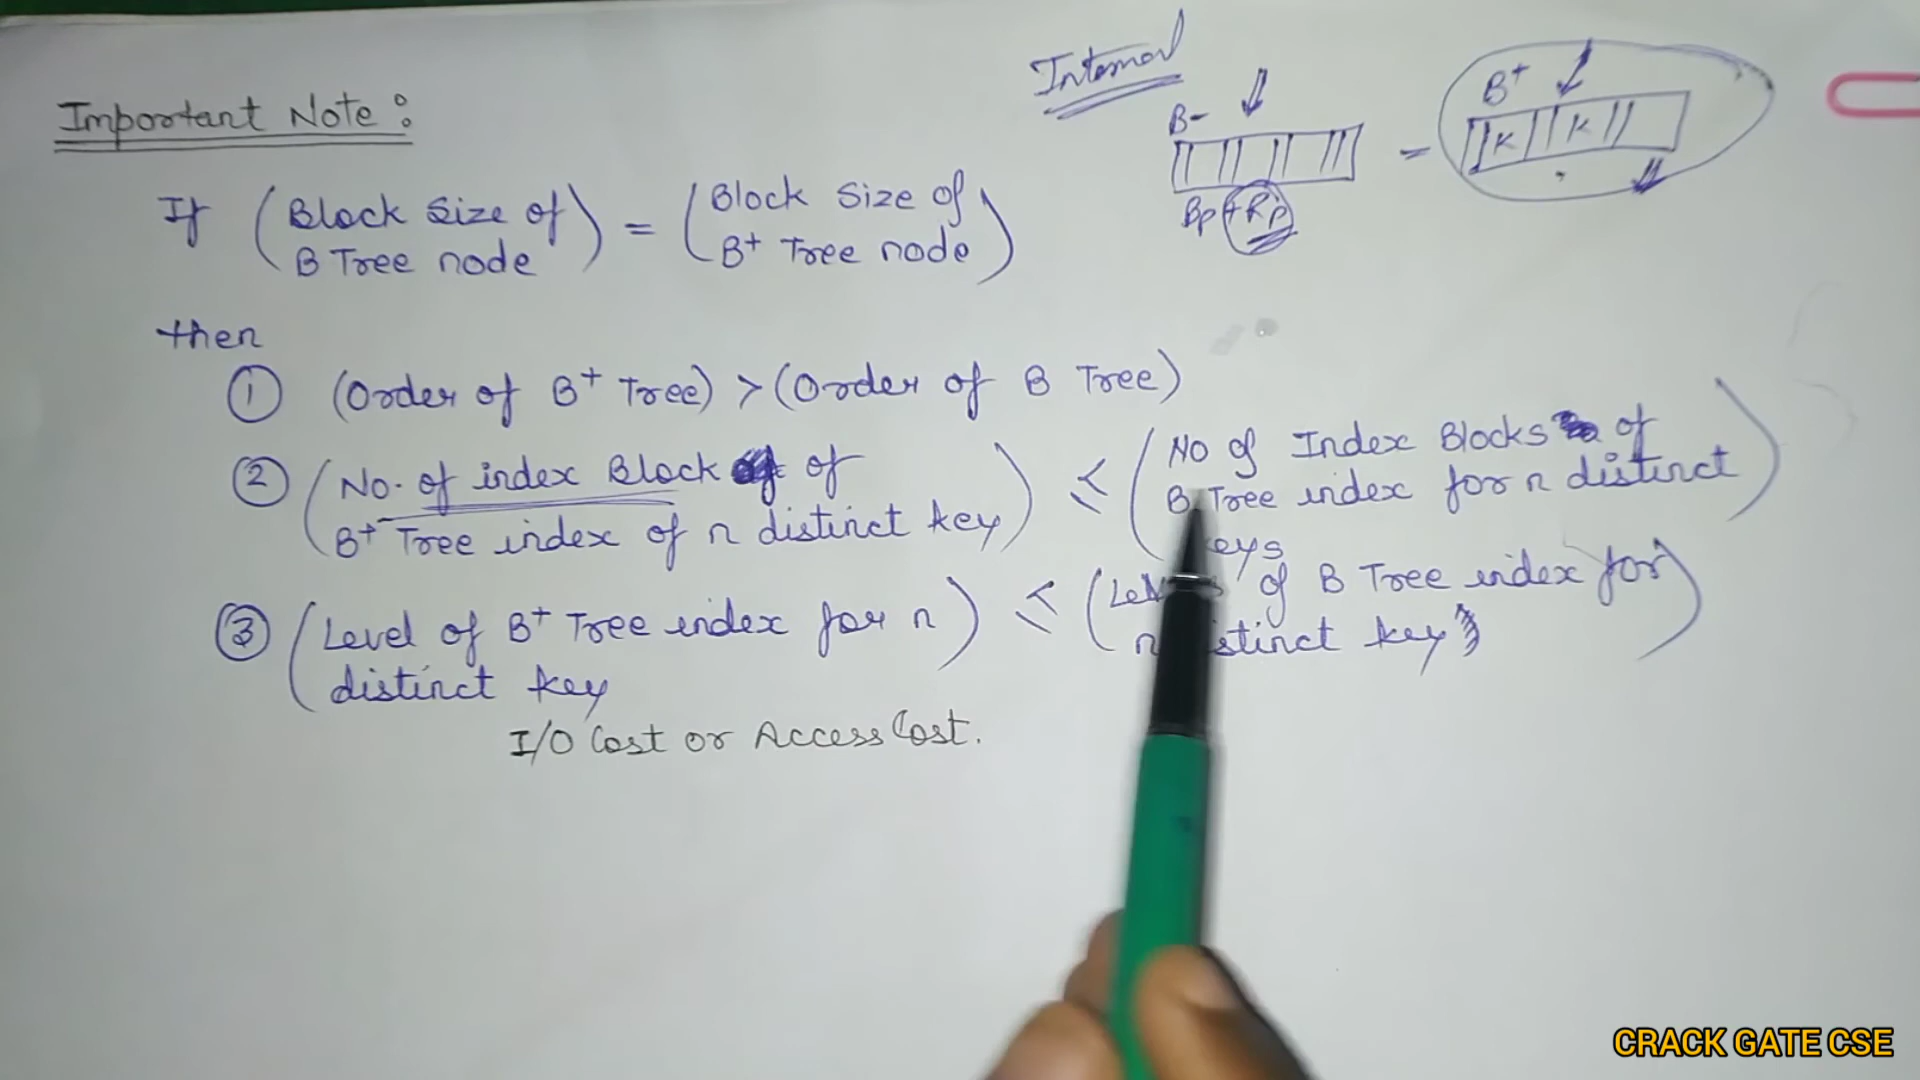 Important Note:
Internal
B-
B+
K K
Bp + Rp
If (Block Size of B Tree node) = (Block Size of B+ Tree node)
then
① (Order of B+ Tree) > (Order of B Tree)
② (No. of index Block of B+ Tree index of n distinct key) ≤ (No of Index Blocks of B Tree index for n distinct keys
③ (Level of B+ Tree index for n distinct key) ≤ (of B Tree index for n distinct key)
I/O Cost or Access Cost.
CRACK GATE CSE